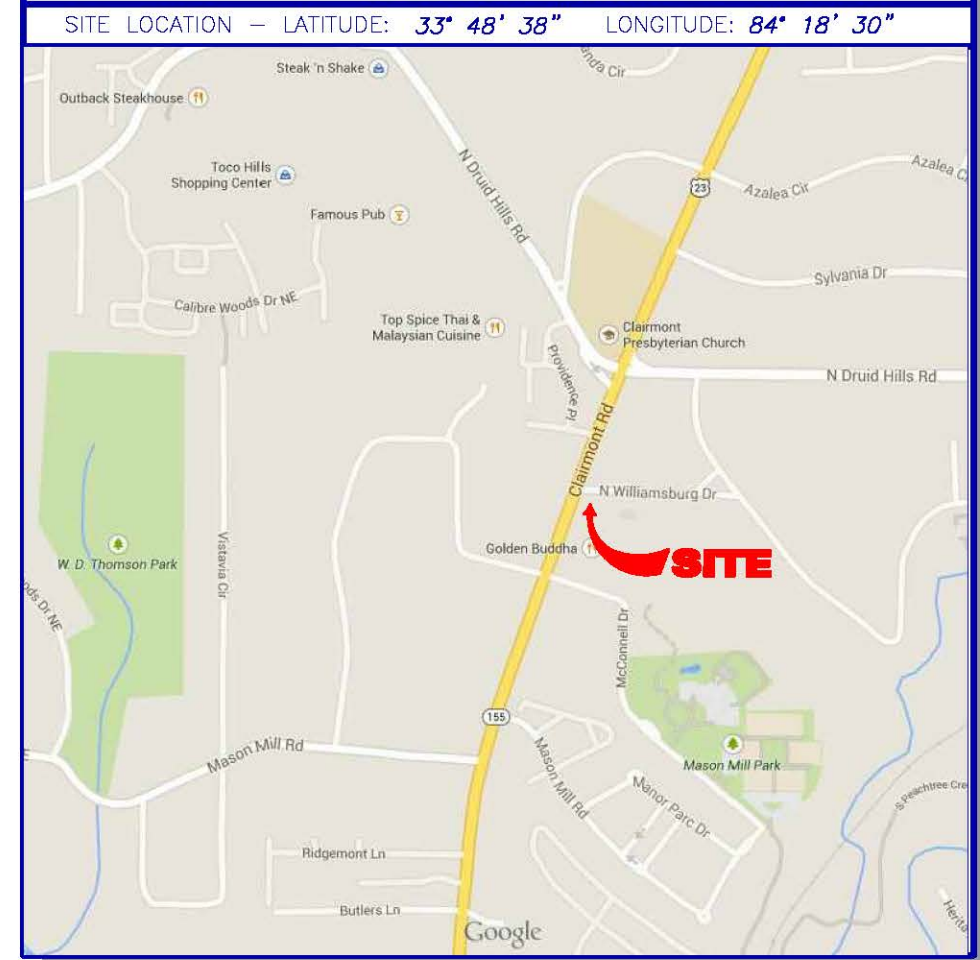 SITE LOCATION – LATITUDE: 33° 48' 38" LONGITUDE: 84° 18' 30"
Steak 'n Shake
Outback Steakhouse
Toco Hills
Shopping Center
Famous Pub
N Druid Hills Rd
23
Azalea Cir
Sylvania Dr
Calibre Woods Dr NE
Top Spice Thai &
Malaysian Cuisine
Clairmont
Presbyterian Church
Providence Pl
N Druid Hills Rd
Clairmont Rd
N Williamsburg Dr
Golden Buddha
SITE
W. D. Thomson Park
Vistavia Cir
McConnell Dr
155
Mason Mill Rd
Mason Mill Rd
Mason Mill Park
Manor Parc Dr
S Peachtree Cre
Ridgemont Ln
Butlers Ln
Google